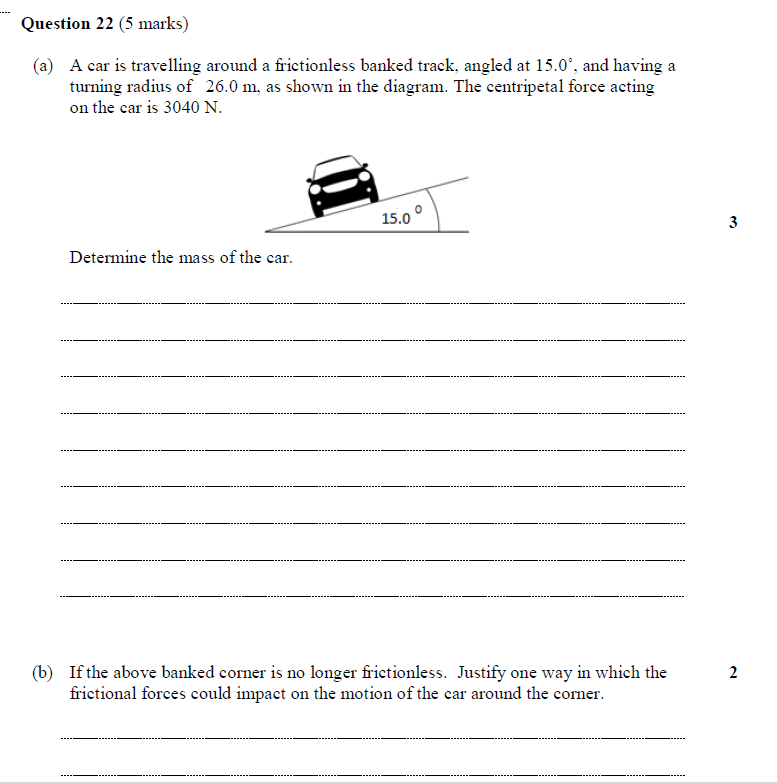 Question 22 (5 marks)
(a) A car is travelling around a frictionless banked track, angled at 15.0°, and having a
turning radius of 26.0 m, as shown in the diagram. The centripetal force acting
on the car is 3040 N.
15.0 °
3
Determine the mass of the car.
(b) If the above banked corner is no longer frictionless. Justify one way in which the 2
frictional forces could impact on the motion of the car around the corner.